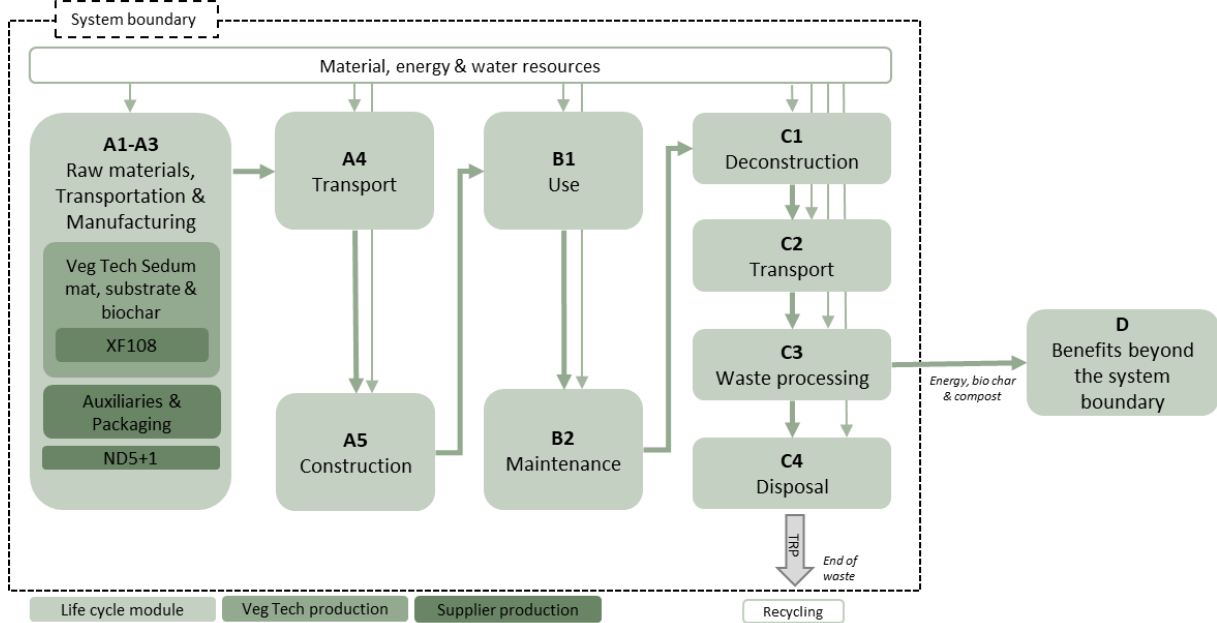 System boundary
Material, energy & water resources
A1-A3
Raw materials,
Transportation &
Manufacturing
Veg Tech Sedum
mat, substrate &
biochar
XF108
Auxiliaries &
Packaging
ND5+1
A4
Transport
A5
Construction
B1
Use
B2
Maintenance
C1
Deconstruction
C2
Transport
C3
Waste processing
C4
Disposal
TRP
End of
waste
Energy, bio char
& compost
D
Benefits beyond
the system
boundary
Life cycle module
Veg Tech production
Supplier production
Recycling